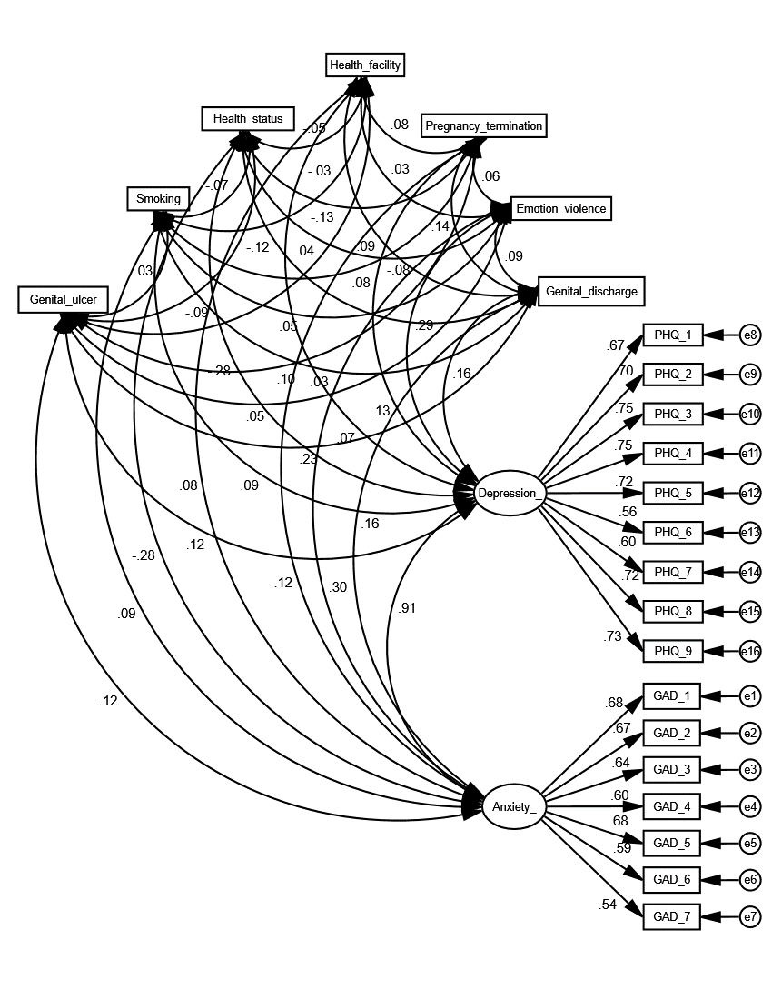 Health_facility
Health_status
Pregnancy_termination
-.05
.08
-.03
.03
.06
Smoking
-.07
Emotion_violence
-.13
.14
-.12
.04
.09
.09
.03
-.08
.08
Genital_ulcer
Genital_discharge
-.09
.05
.29
PHQ_1
e8
.67
-.28
.10
.03
.16
.70
PHQ_2
e9
.05
.13
.75
PHQ_3
e10
.07
.23
.75
PHQ_4
e11
.08
.09
.72
Depression_
PHQ_5
e12
.56
.16
PHQ_6
e13
.12
.60
-.28
PHQ_7
e14
.12
.30
.72
.09
.91
PHQ_8
e15
.73
PHQ_9
e16
.12
.68
GAD_1
e1
.67
GAD_2
e2
.64
GAD_3
e3
.60
Anxiety_
GAD_4
e4
.68
GAD_5
e5
.59
GAD_6
e6
.54
GAD_7
e7